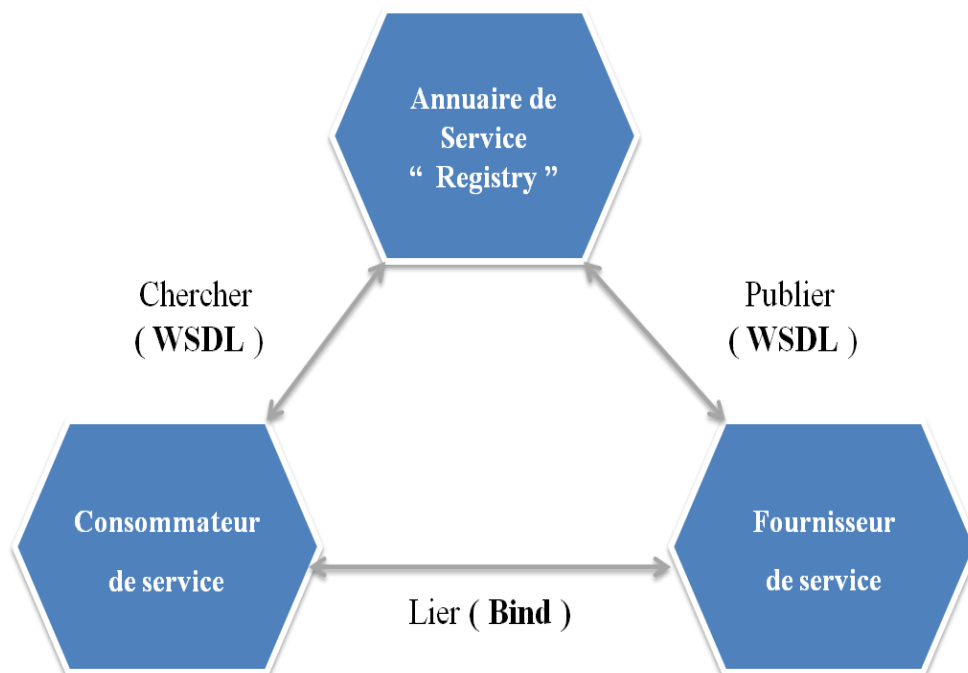 Annuaire de
Service
“ Registry ”
Chercher
( WSDL )
Publier
( WSDL )
Consommateur
de service
Fournisseur
de service
Lier ( Bind )